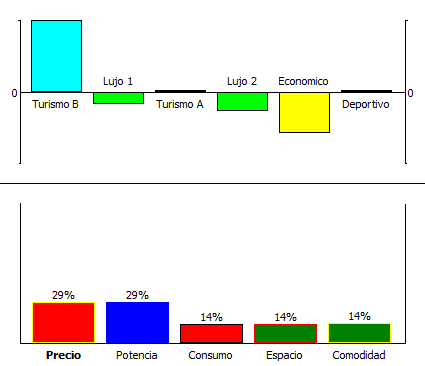 Lujo 1 Lujo 2 Economico
0 0
Turismo B Turismo A Deportivo
29% 29% 14% 14% 14%
Precio Potencia Consumo Espacio Comodidad